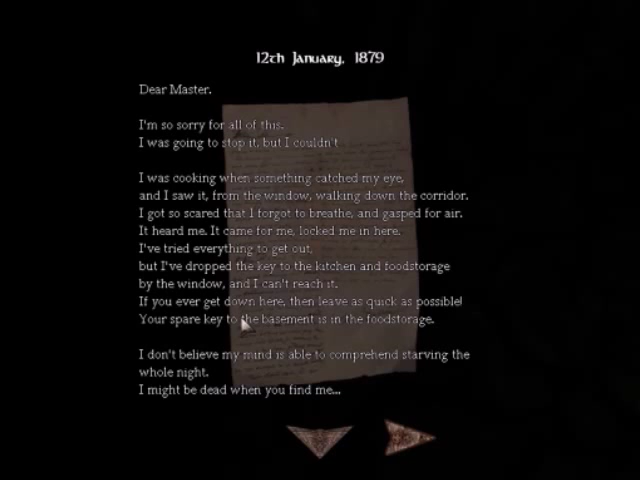 12th January, 1879
Dear Master.
I'm so sorry for all of this.
I was going to stop it, but I couldn't
I was cooking when something catched my eye,
and I saw it, from the window, walking down the corridor.
I got so scared that I forgot to breathe, and gasped for air.
It heard me. It came for me, locked me in here.
I've tried everything to get out,
but I've dropped the key to the kitchen and foodstorage
by the window, and I can't reach it.
If you ever get down here, then leave as quick as possible!
Your spare key to the basement is in the foodstorage.
I don't believe my mind is able to comprehend starving the
whole night.
I might be dead when you find me...